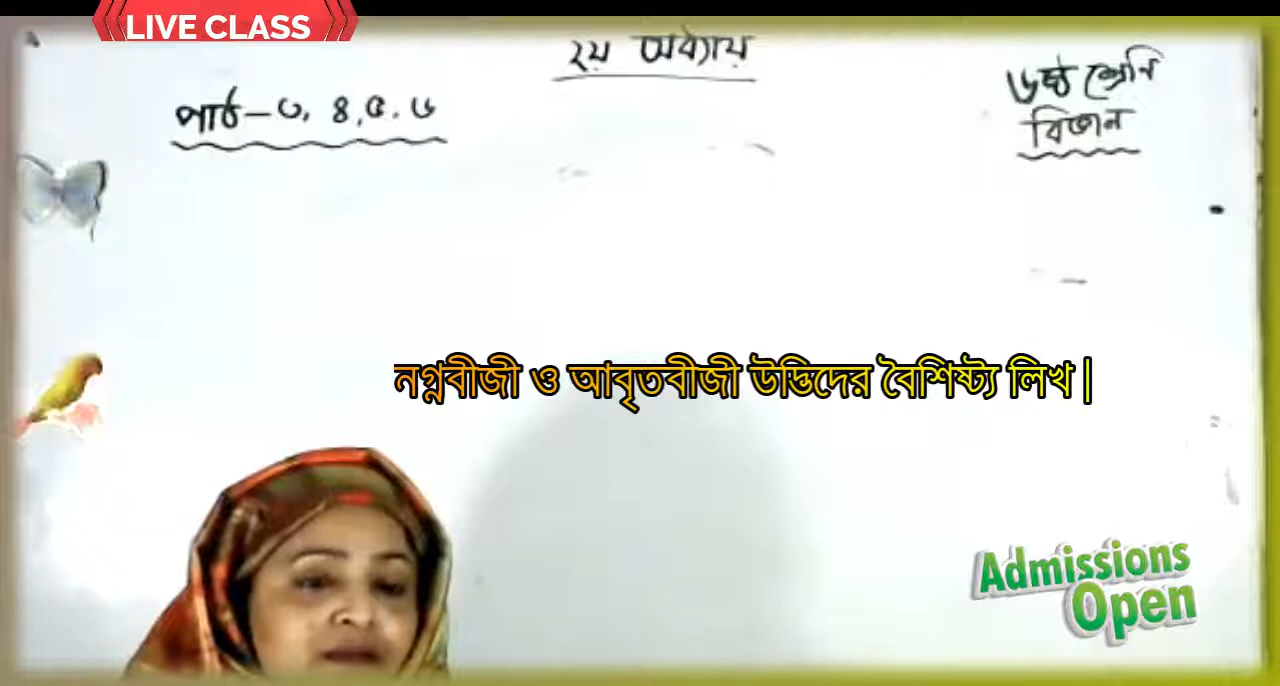 LIVE CLASS
২য় অধ্যায়
৬ষ্ঠ শ্রেণি
বিজ্ঞান
পাঠ – ৩, ৪, ৫. ৬
নগ্নবীজী ও আবৃতবীজী উদ্ভিদের বৈশিষ্ট্য লিখ|
Admissions
Open